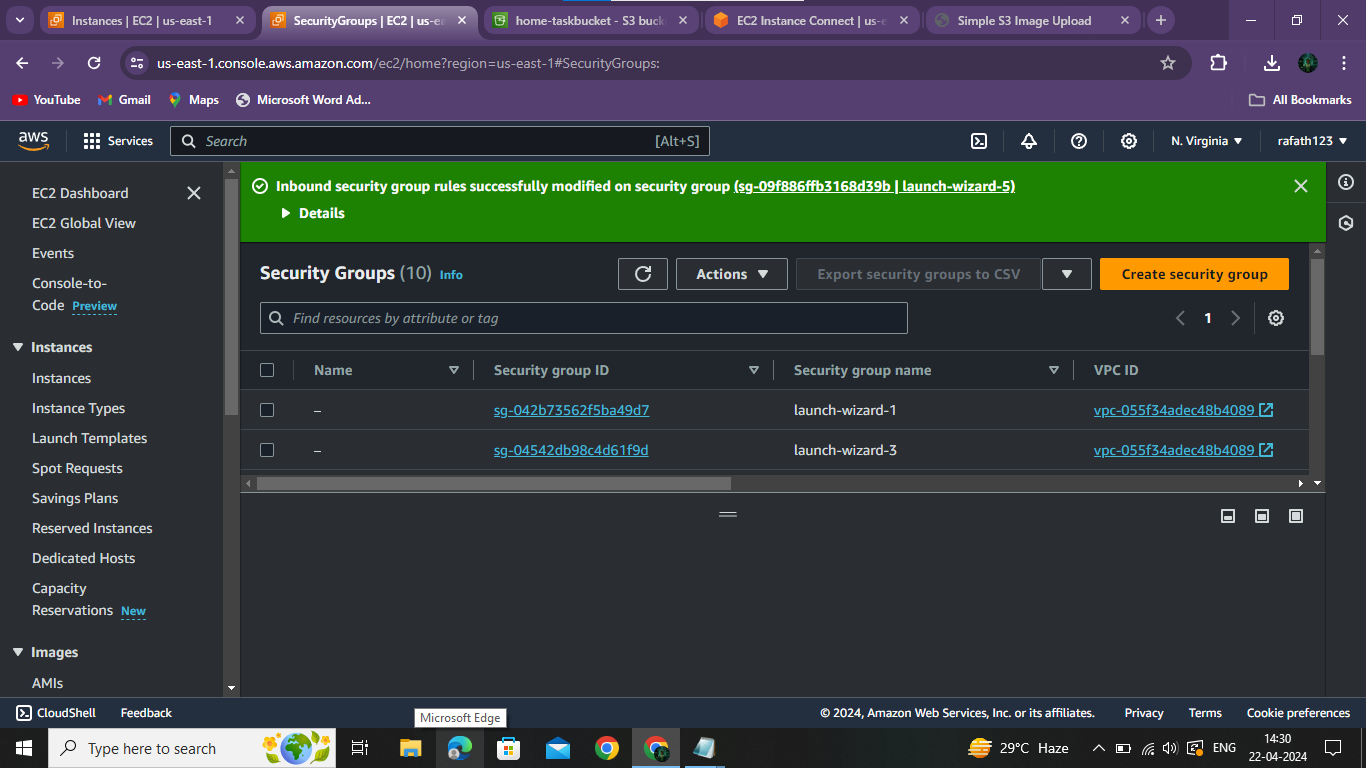 Instances | EC2 | us-east-1
SecurityGroups | EC2 | us-e
home-taskbucket - S3 buck
EC2 Instance Connect | us-e
Simple S3 Image Upload
us-east-1.console.aws.amazon.com/ec2/home?region=us-east-1#SecurityGroups:
YouTube
Gmail
Maps
Microsoft Word Ad...
All Bookmarks
aws
Services
Search
[Alt+S]
N. Virginia
rafath123
EC2 Dashboard
EC2 Global View
Events
Console-to-
Code Preview
Instances
Instances
Instance Types
Launch Templates
Spot Requests
Savings Plans
Reserved Instances
Dedicated Hosts
Capacity
Reservations New
Images
AMIs
Inbound security group rules successfully modified on security group (sg-09f886ffb3168d39b | launch-wizard-5)
Details
Security Groups (10) Info
Actions
Export security groups to CSV
Create security group
Find resources by attribute or tag
1
Name
Security group ID
Security group name
VPC ID
– sg-042b73562f5ba49d7 launch-wizard-1 vpc-055f34adec48b4089
– sg-04542db98c4d61f9d launch-wizard-3 vpc-055f34adec48b4089
CloudShell
Feedback
© 2024, Amazon Web Services, Inc. or its affiliates.
Privacy
Terms
Cookie preferences
Microsoft Edge
Type here to search
29°C Haze
ENG
14:30
22-04-2024